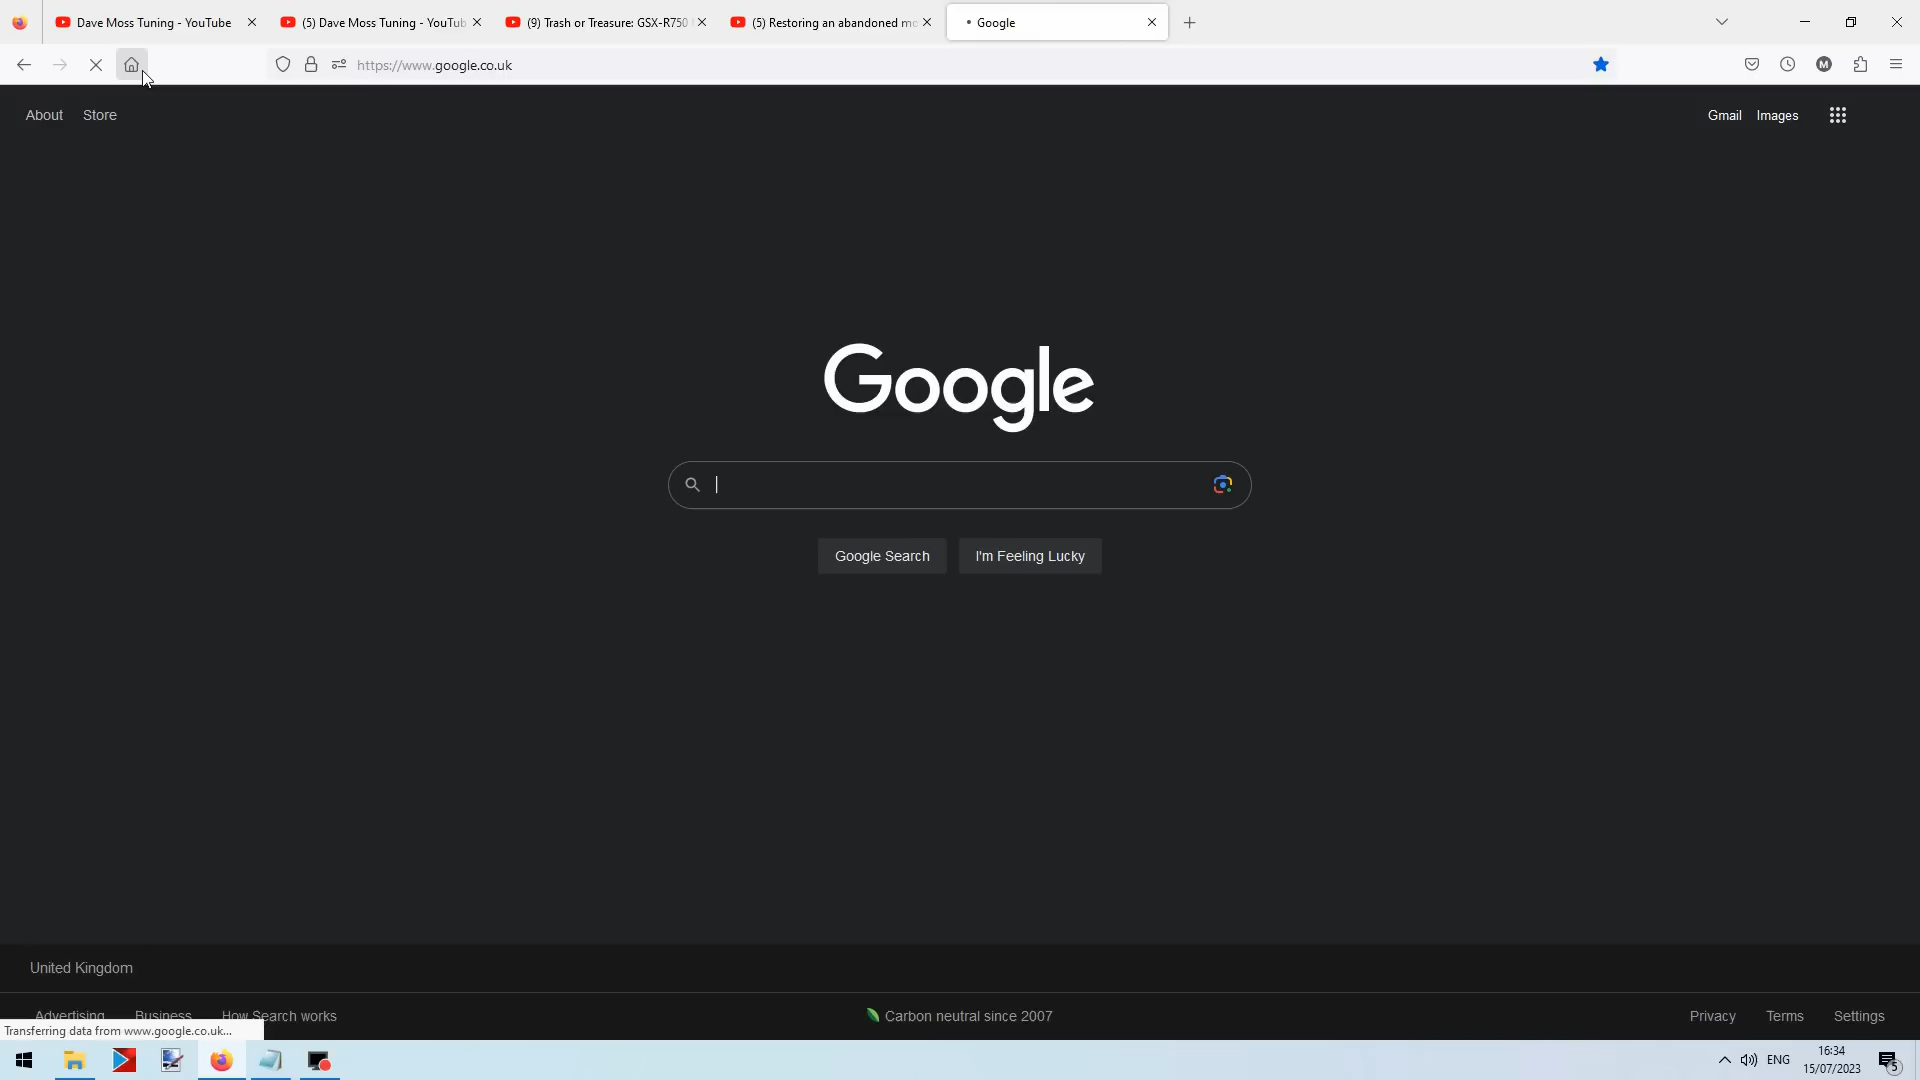 Dave Moss Tuning - YouTube
(5) Dave Moss Tuning - YouTub
(9) Trash or Treasure: GSX-R750
(5) Restoring an abandoned mo
Google
https://www.google.co.uk
M
About Store
Gmail Images
Google
Google Search I'm Feeling Lucky
United Kingdom
Advertising Business How Search works
Carbon neutral since 2007
Privacy Terms Settings
Transferring data from www.google.co.uk...
ENG
16:34
15/07/2023
5